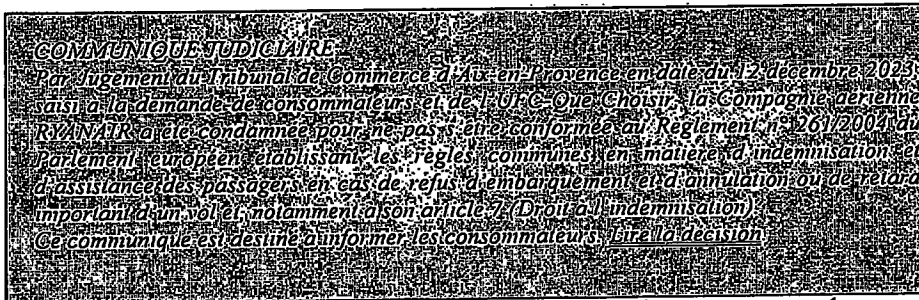 COMMUNIQUE JUDICIAIRE
Par Jugement du Tribunal de Commerce d'Aix-en-Provence en date du 12 décembre 2023,
saisi à la demande de consommateurs et de l'UFC-Que Choisir, la Compagnie aérienne
RYANAIR a été condamnée pour ne pas s'être conformée au Règlement n° 261/2004 du
Parlement européen établissant les règles communes en matière d'indemnisation et
d'assistance des passagers en cas de refus d'embarquement et d'annulation ou de retard
important d'un vol et, notamment à son article 7 (Droit à l'indemnisation).
Ce communiqué est destiné à informer les consommateurs. Lire la décision